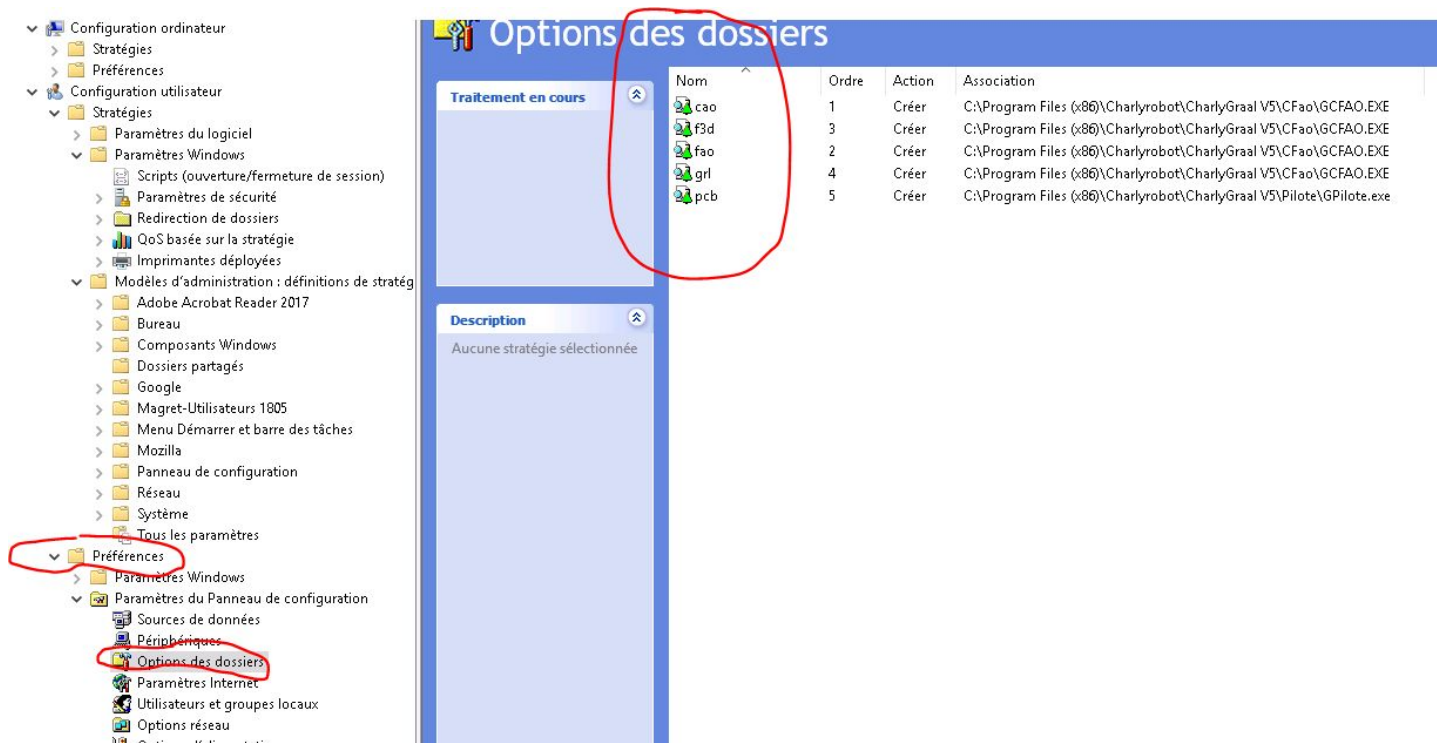 Configuration ordinateur
Stratégies
Préférences
Configuration utilisateur
Stratégies
Paramètres du logiciel
Paramètres Windows
Scripts (ouverture/fermeture de session)
Paramètres de sécurité
Redirection de dossiers
QoS basée sur la stratégie
Imprimantes déployées
Modèles d'administration : définitions de stratég
Adobe Acrobat Reader 2017
Bureau
Composants Windows
Dossiers partagés
Google
Magret-Utilisateurs 1805
Menu Démarrer et barre des tâches
Mozilla
Panneau de configuration
Réseau
Système
Tous les paramètres
Préférences
Paramètres Windows
Paramètres du Panneau de configuration
Sources de données
Périphériques
Options des dossiers
Paramètres Internet
Utilisateurs et groupes locaux
Options réseau
Options des dossiers
Traitement en cours
Description
Aucune stratégie sélectionnée
Nom Ordre Action Association
cao 1 Créer C:\Program Files (x86)\Charlyrobot\CharlyGraal V5\CFao\GCFAO.EXE
f3d 3 Créer C:\Program Files (x86)\Charlyrobot\CharlyGraal V5\CFao\GCFAO.EXE
fao 2 Créer C:\Program Files (x86)\Charlyrobot\CharlyGraal V5\CFao\GCFAO.EXE
grl 4 Créer C:\Program Files (x86)\Charlyrobot\CharlyGraal V5\CFao\GCFAO.EXE
pcb 5 Créer C:\Program Files (x86)\Charlyrobot\CharlyGraal V5\Pilote\GPilote.exe